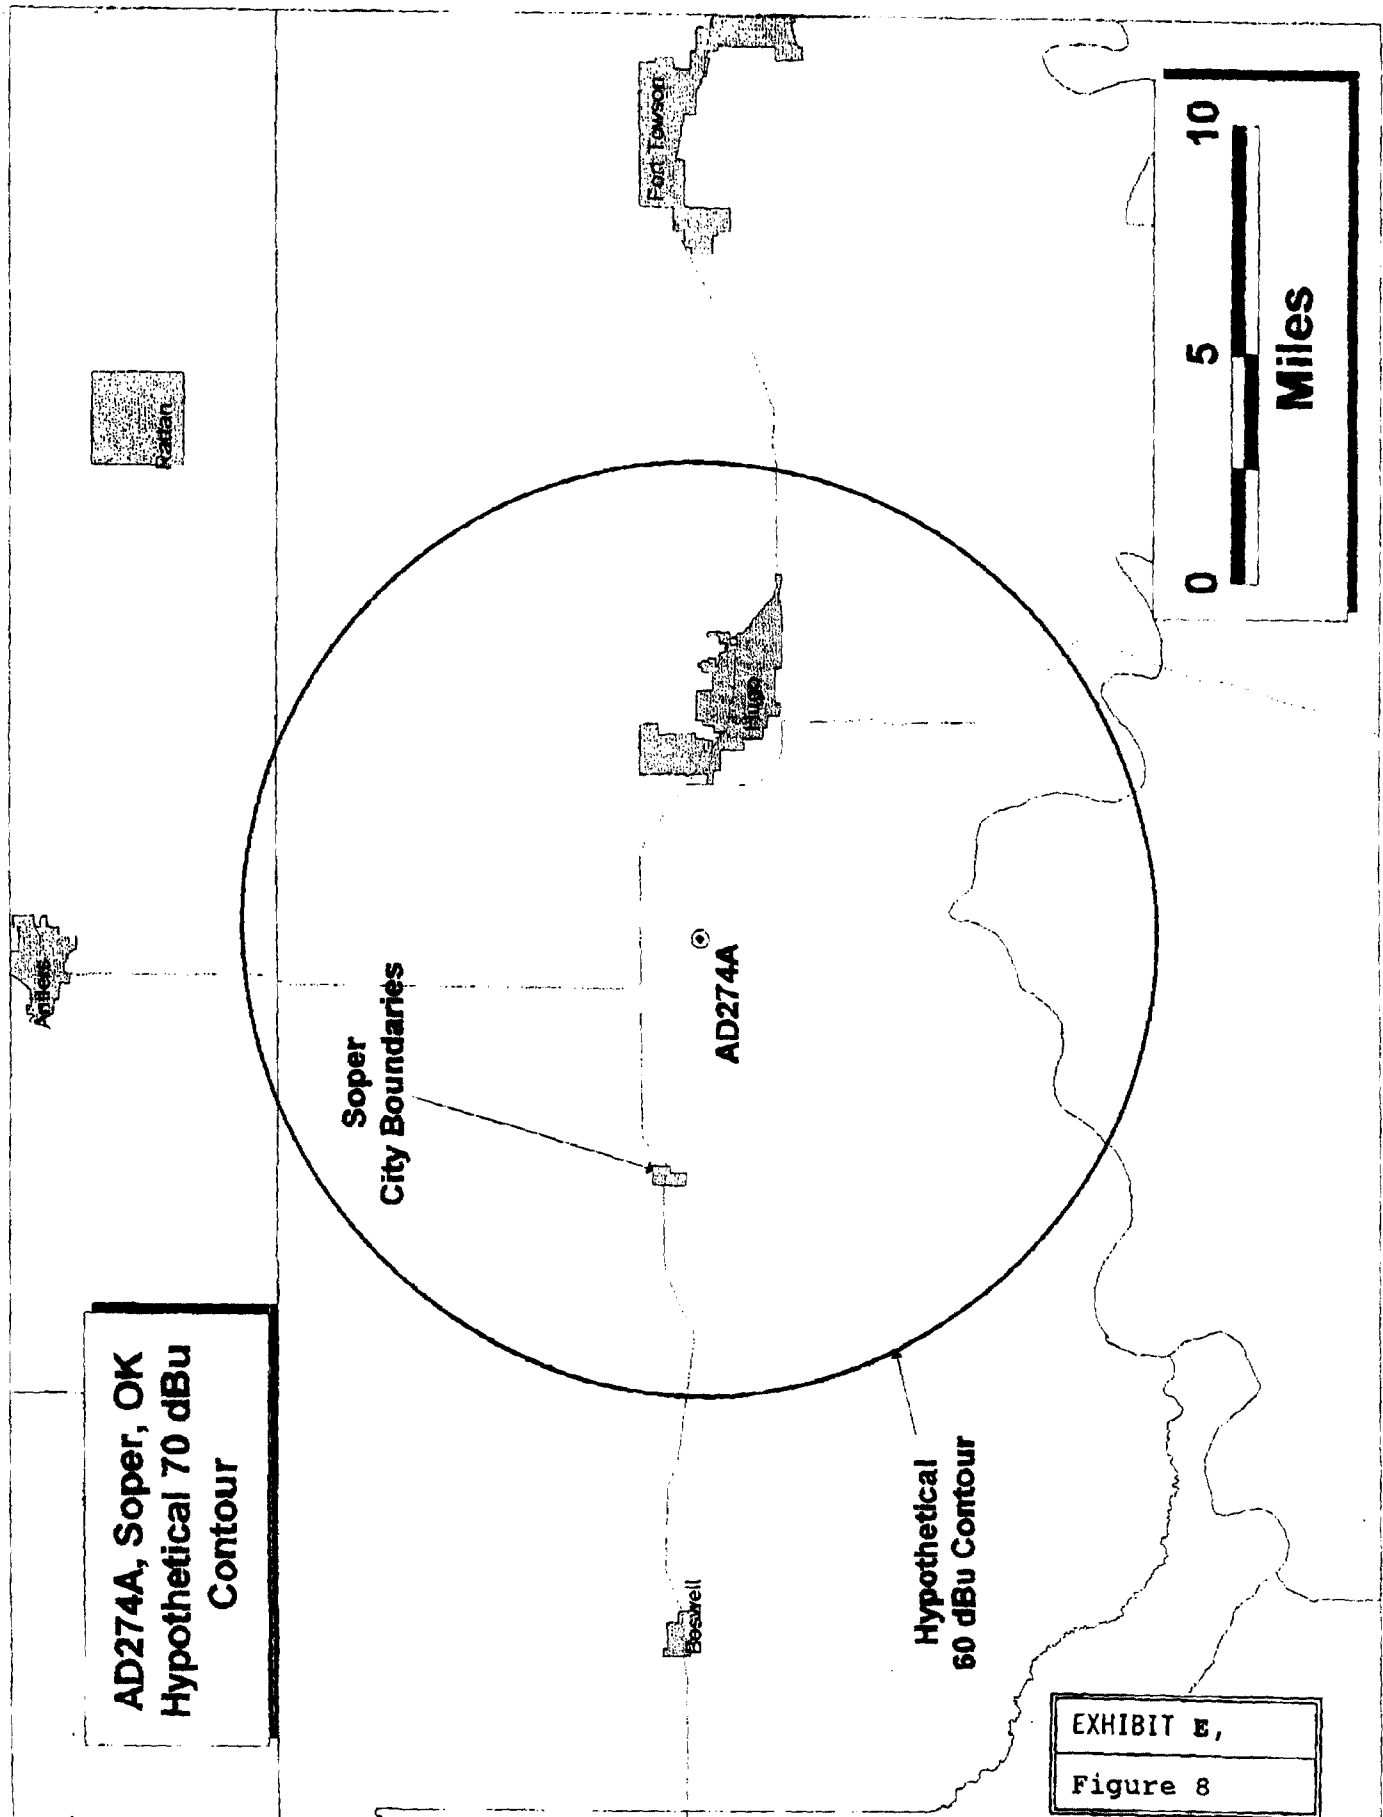 AD274A, Soper, OK
Hypothetical 70 dBu
Contour
Antlers
Rattan
Soper
City Boundaries
Fort Towson
Hugo
AD274A
Boswell
Hypothetical
60 dBu Contour
0 5 10
Miles
EXHIBIT E,
Figure 8